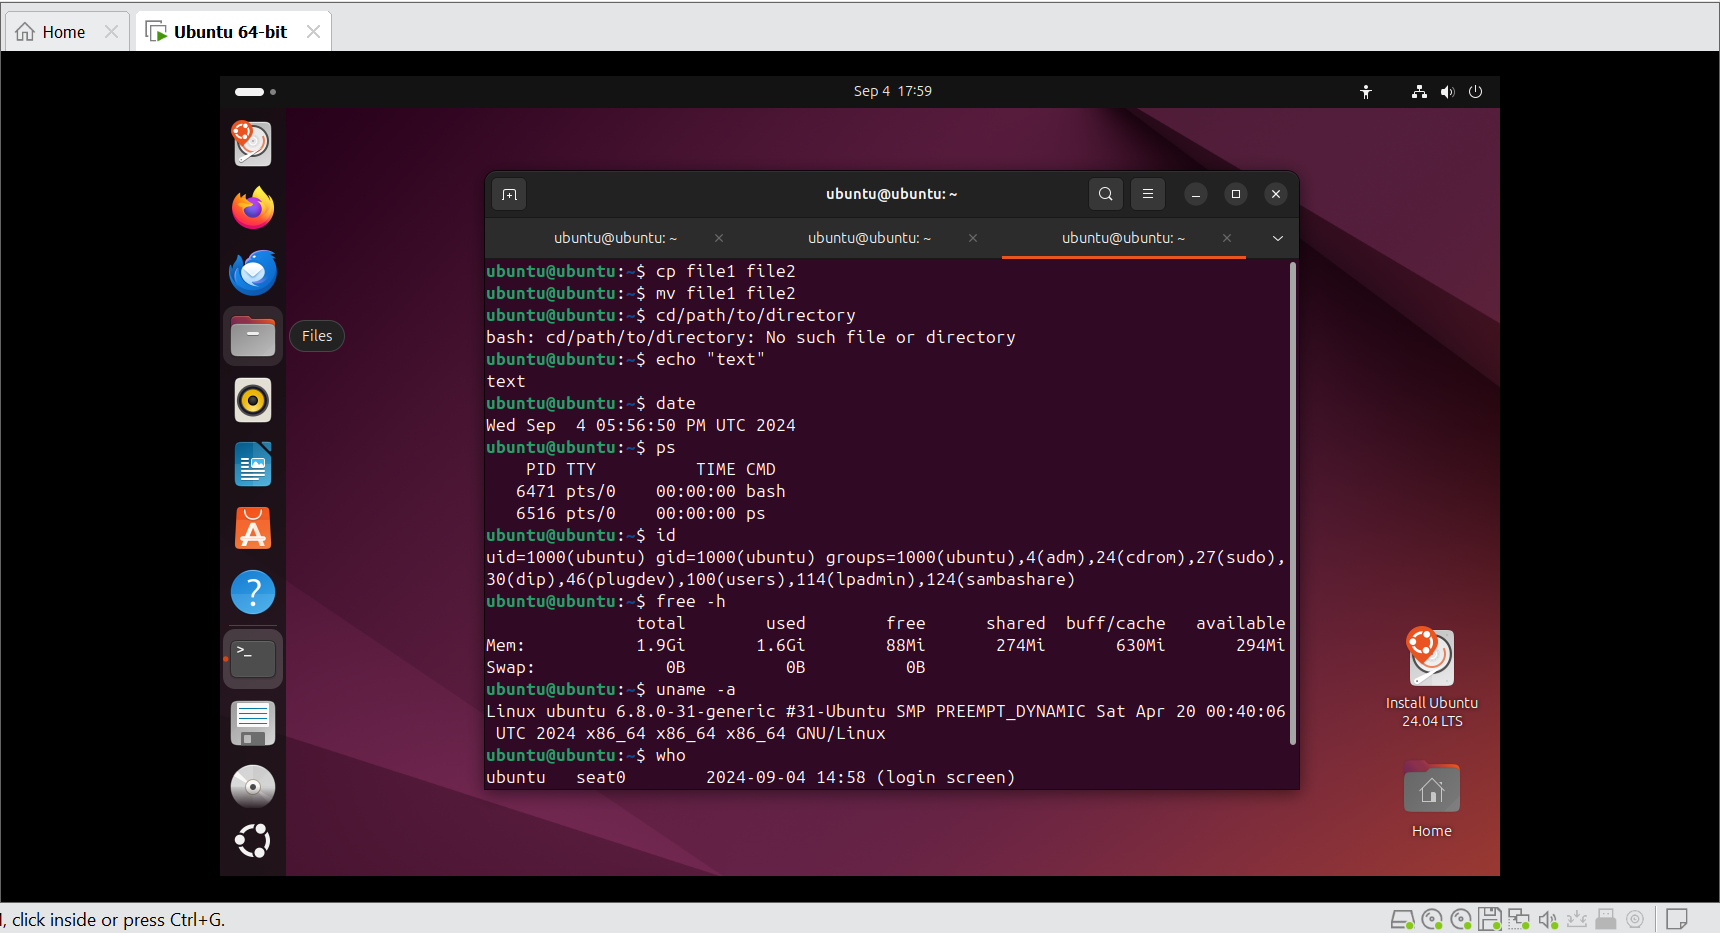 Home
Ubuntu 64-bit
Sep 4 17:59
ubuntu@ubuntu: ~
ubuntu@ubuntu: ~
ubuntu@ubuntu: ~
ubuntu@ubuntu: ~
Files
ubuntu@ubuntu:~$ cp file1 file2
ubuntu@ubuntu:~$ mv file1 file2
ubuntu@ubuntu:~$ cd/path/to/directory
bash: cd/path/to/directory: No such file or directory
ubuntu@ubuntu:~$ echo "text"
text
ubuntu@ubuntu:~$ date
Wed Sep  4 05:56:50 PM UTC 2024
ubuntu@ubuntu:~$ ps
    PID TTY          TIME CMD
   6471 pts/0    00:00:00 bash
   6516 pts/0    00:00:00 ps
ubuntu@ubuntu:~$ id
uid=1000(ubuntu) gid=1000(ubuntu) groups=1000(ubuntu),4(adm),24(cdrom),27(sudo),
30(dip),46(plugdev),100(users),114(lpadmin),124(sambashare)
ubuntu@ubuntu:~$ free -h
               total        used        free      shared  buff/cache   available
Mem:           1.9Gi       1.6Gi        88Mi       274Mi       630Mi       294Mi
Swap:             0B          0B          0B
ubuntu@ubuntu:~$ uname -a
Linux ubuntu 6.8.0-31-generic #31-Ubuntu SMP PREEMPT_DYNAMIC Sat Apr 20 00:40:06
 UTC 2024 x86_64 x86_64 x86_64 GNU/Linux
ubuntu@ubuntu:~$ who
ubuntu   seat0        2024-09-04 14:58 (login screen)
Install Ubuntu
24.04 LTS
Home
, click inside or press Ctrl+G.